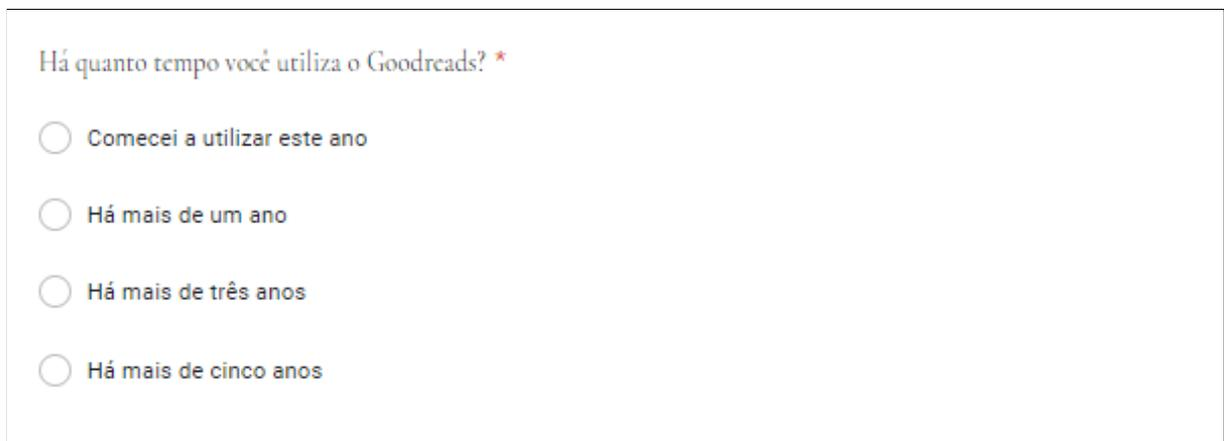 Há quanto tempo você utiliza o Goodreads? *
Comecei a utilizar este ano
Há mais de um ano
Há mais de três anos
Há mais de cinco anos